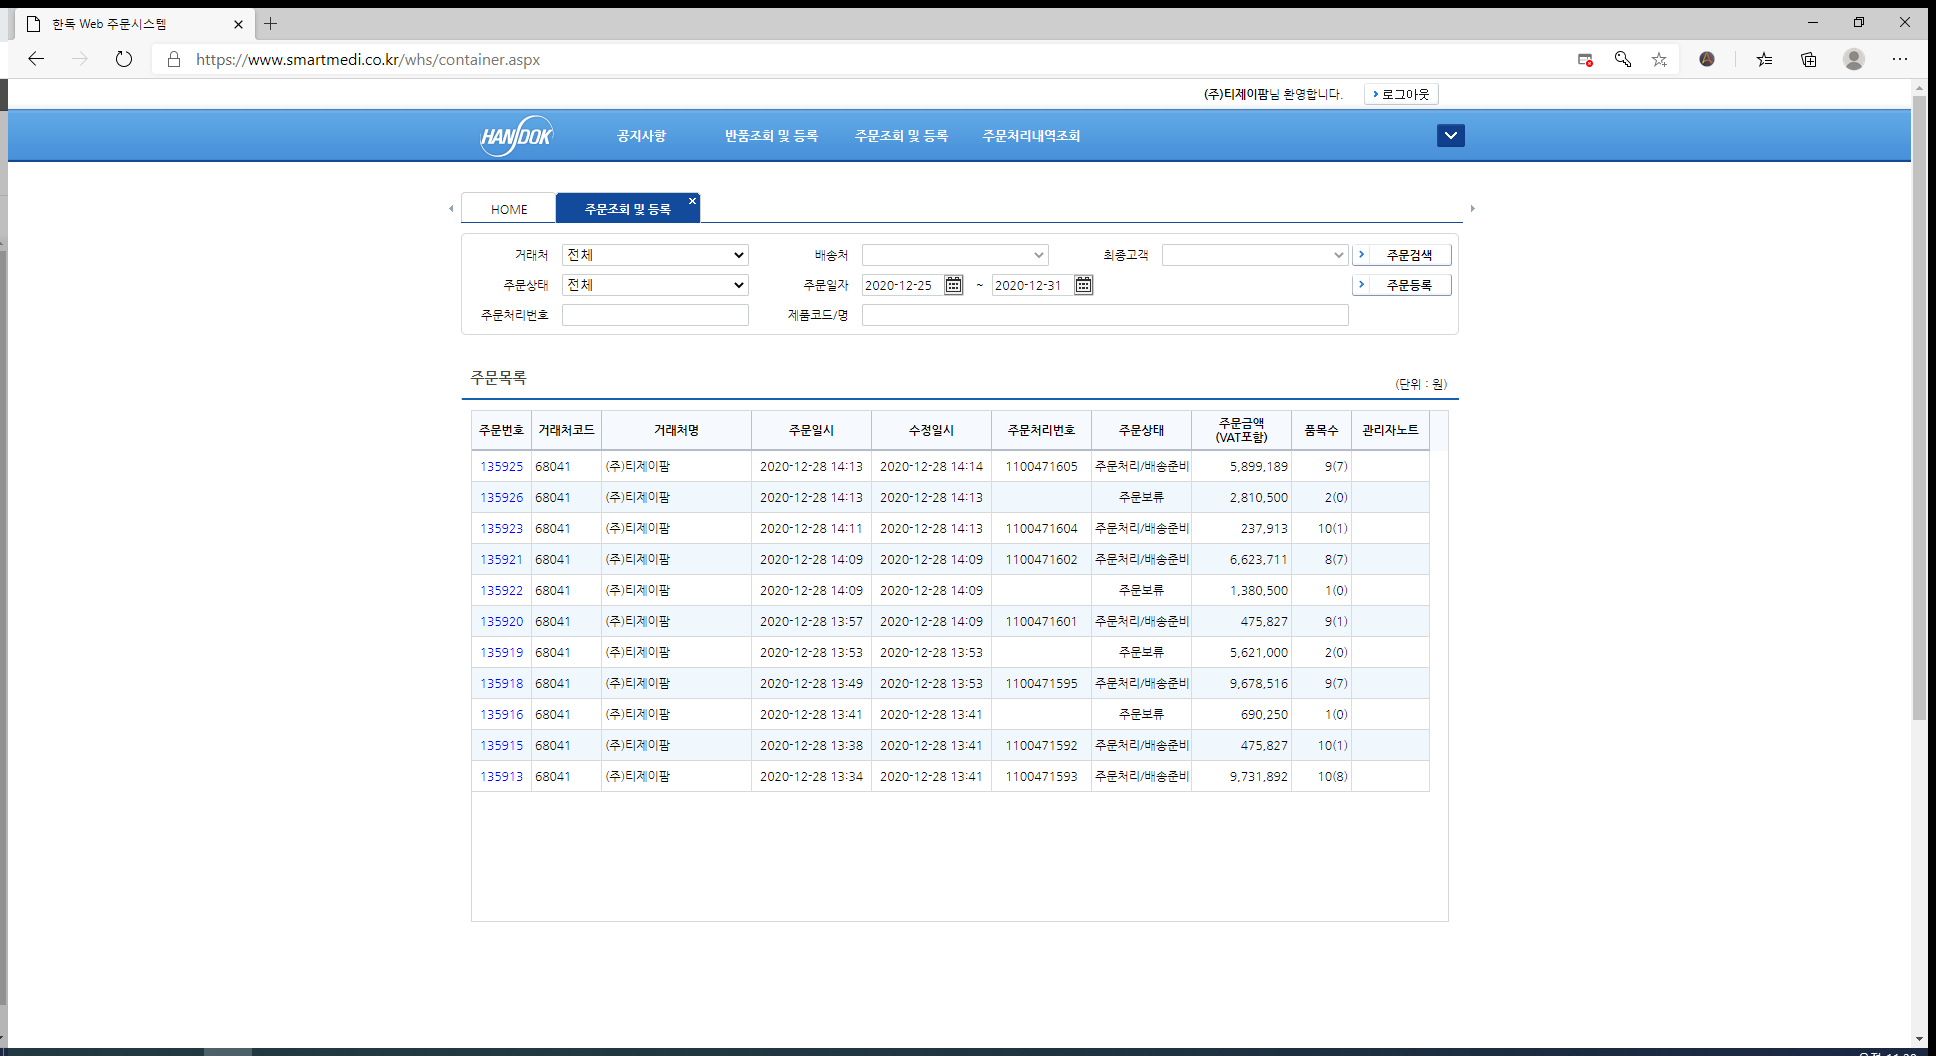 한독 Web 주문시스템
https://www.smartmedi.co.kr/whs/container.aspx
(주)티제이팜님 환영합니다. 로그아웃
HANDOK 공지사항 반품조회 및 등록 주문조회 및 등록 주문처리내역조회
HOME 주문조회 및 등록
거래처 전체 배송처 최종고객 주문검색
주문상태 전체 주문일자 2020-12-25 ~ 2020-12-31 주문등록
주문처리번호 제품코드/명
주문목록
(단위 : 원)
주문번호 거래처코드 거래처명 주문일시 수정일시 주문처리번호 주문상태 주문금액 (VAT포함) 품목수 관리자노트
135925 68041 (주)티제이팜 2020-12-28 14:13 2020-12-28 14:14 1100471605 주문처리/배송준비 5,899,189 9(7)
135926 68041 (주)티제이팜 2020-12-28 14:13 2020-12-28 14:13 주문보류 2,810,500 2(0)
135923 68041 (주)티제이팜 2020-12-28 14:11 2020-12-28 14:13 1100471604 주문처리/배송준비 237,913 10(1)
135921 68041 (주)티제이팜 2020-12-28 14:09 2020-12-28 14:09 1100471602 주문처리/배송준비 6,623,711 8(7)
135922 68041 (주)티제이팜 2020-12-28 14:09 2020-12-28 14:09 주문보류 1,380,500 1(0)
135920 68041 (주)티제이팜 2020-12-28 13:57 2020-12-28 14:09 1100471601 주문처리/배송준비 475,827 9(1)
135919 68041 (주)티제이팜 2020-12-28 13:53 2020-12-28 13:53 주문보류 5,621,000 2(0)
135918 68041 (주)티제이팜 2020-12-28 13:49 2020-12-28 13:53 1100471595 주문처리/배송준비 9,678,516 9(7)
135916 68041 (주)티제이팜 2020-12-28 13:41 2020-12-28 13:41 주문보류 690,250 1(0)
135915 68041 (주)티제이팜 2020-12-28 13:38 2020-12-28 13:41 1100471592 주문처리/배송준비 475,827 10(1)
135913 68041 (주)티제이팜 2020-12-28 13:34 2020-12-28 13:41 1100471593 주문처리/배송준비 9,731,892 10(8)